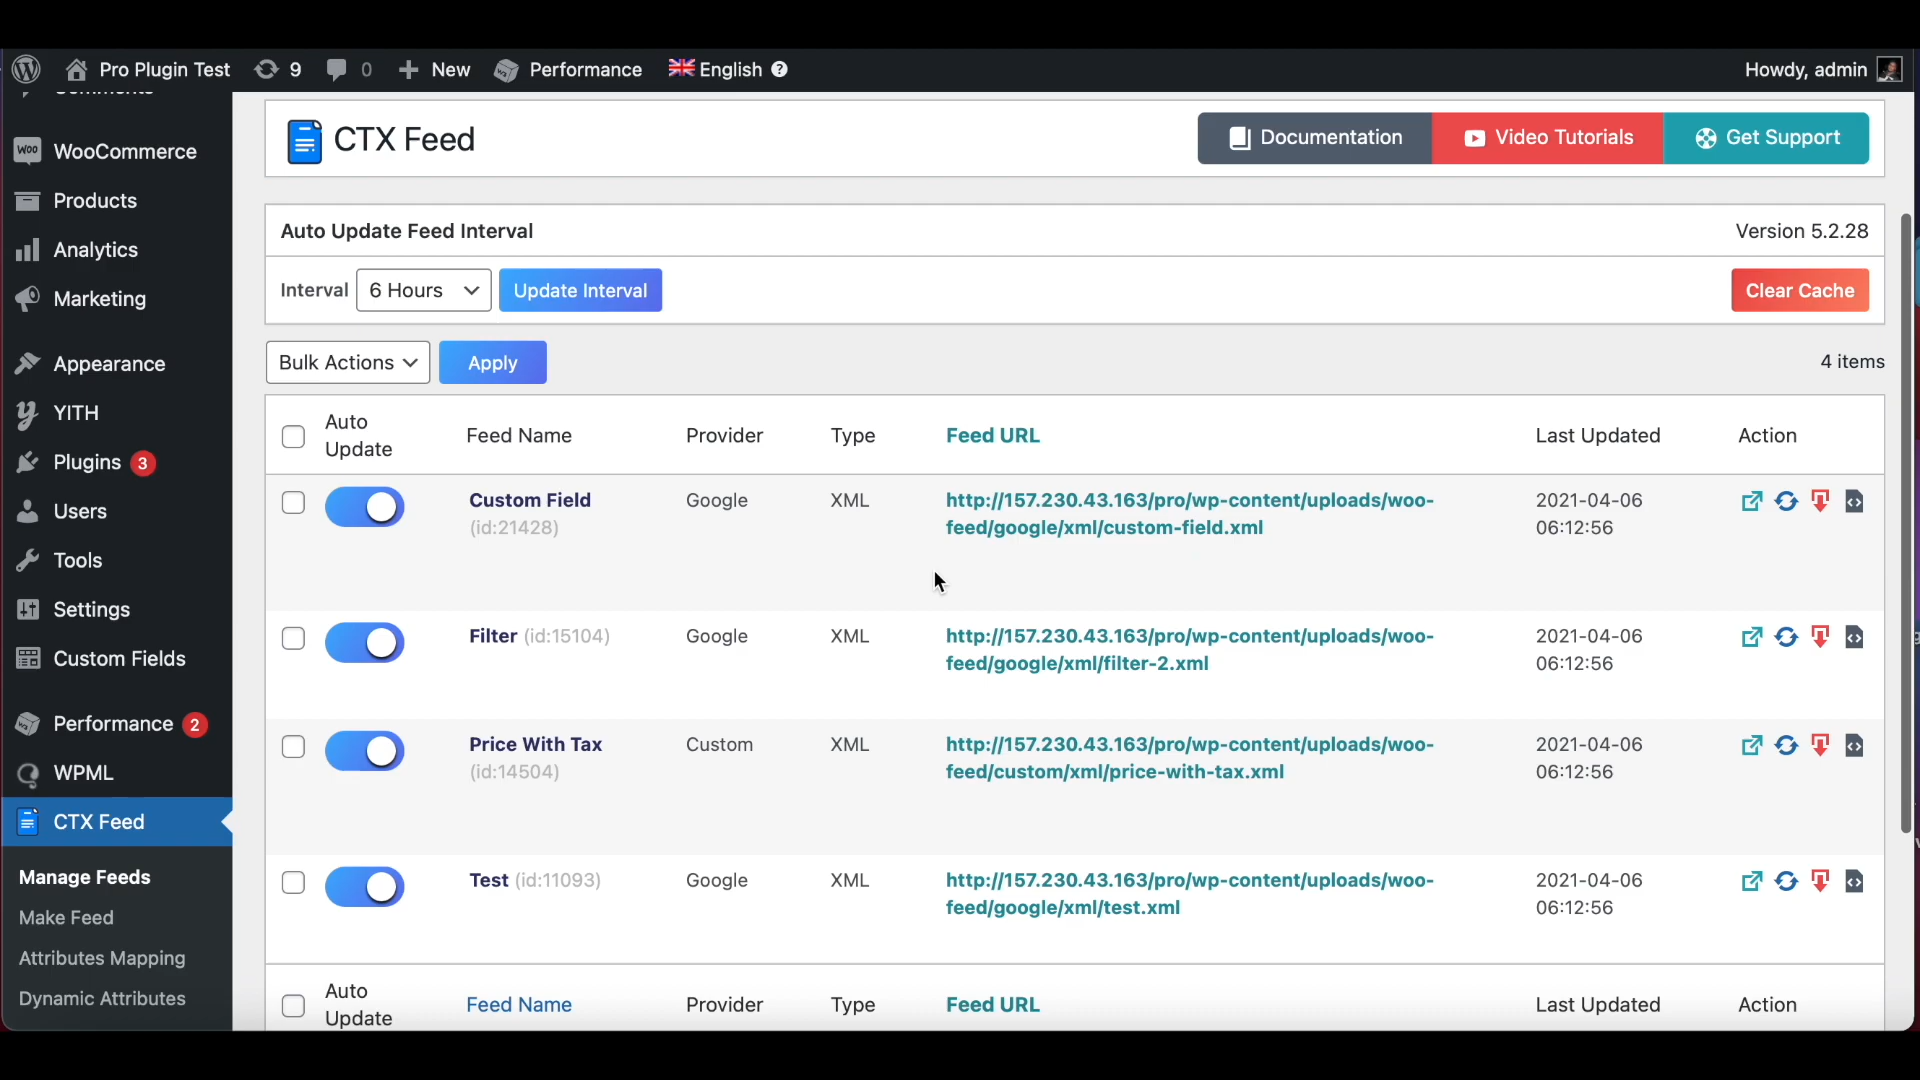 Pro Plugin Test 9 0 New Performance English ? Howdy, admin
Comments
WooCommerce
Products
Analytics
Marketing
Appearance
YITH
Plugins 3
Users
Tools
Settings
Custom Fields
Performance 2
WPML
CTX Feed
Manage Feeds
Make Feed
Attributes Mapping
Dynamic Attributes
CTX Feed
Documentation Video Tutorials Get Support
Auto Update Feed Interval Version 5.2.28
Interval 6 Hours Update Interval Clear Cache
Bulk Actions Apply 4 items
Auto Update Feed Name Provider Type Feed URL Last Updated Action
Custom Field Google XML http://157.230.43.163/pro/wp-content/uploads/woo- 2021-04-06
(id:21428) feed/google/xml/custom-field.xml 06:12:56
Filter (id:15104) Google XML http://157.230.43.163/pro/wp-content/uploads/woo- 2021-04-06
feed/google/xml/filter-2.xml 06:12:56
Price With Tax Custom XML http://157.230.43.163/pro/wp-content/uploads/woo- 2021-04-06
(id:14504) feed/custom/xml/price-with-tax.xml 06:12:56
Test (id:11093) Google XML http://157.230.43.163/pro/wp-content/uploads/woo- 2021-04-06
feed/google/xml/test.xml 06:12:56
Auto Update Feed Name Provider Type Feed URL Last Updated Action